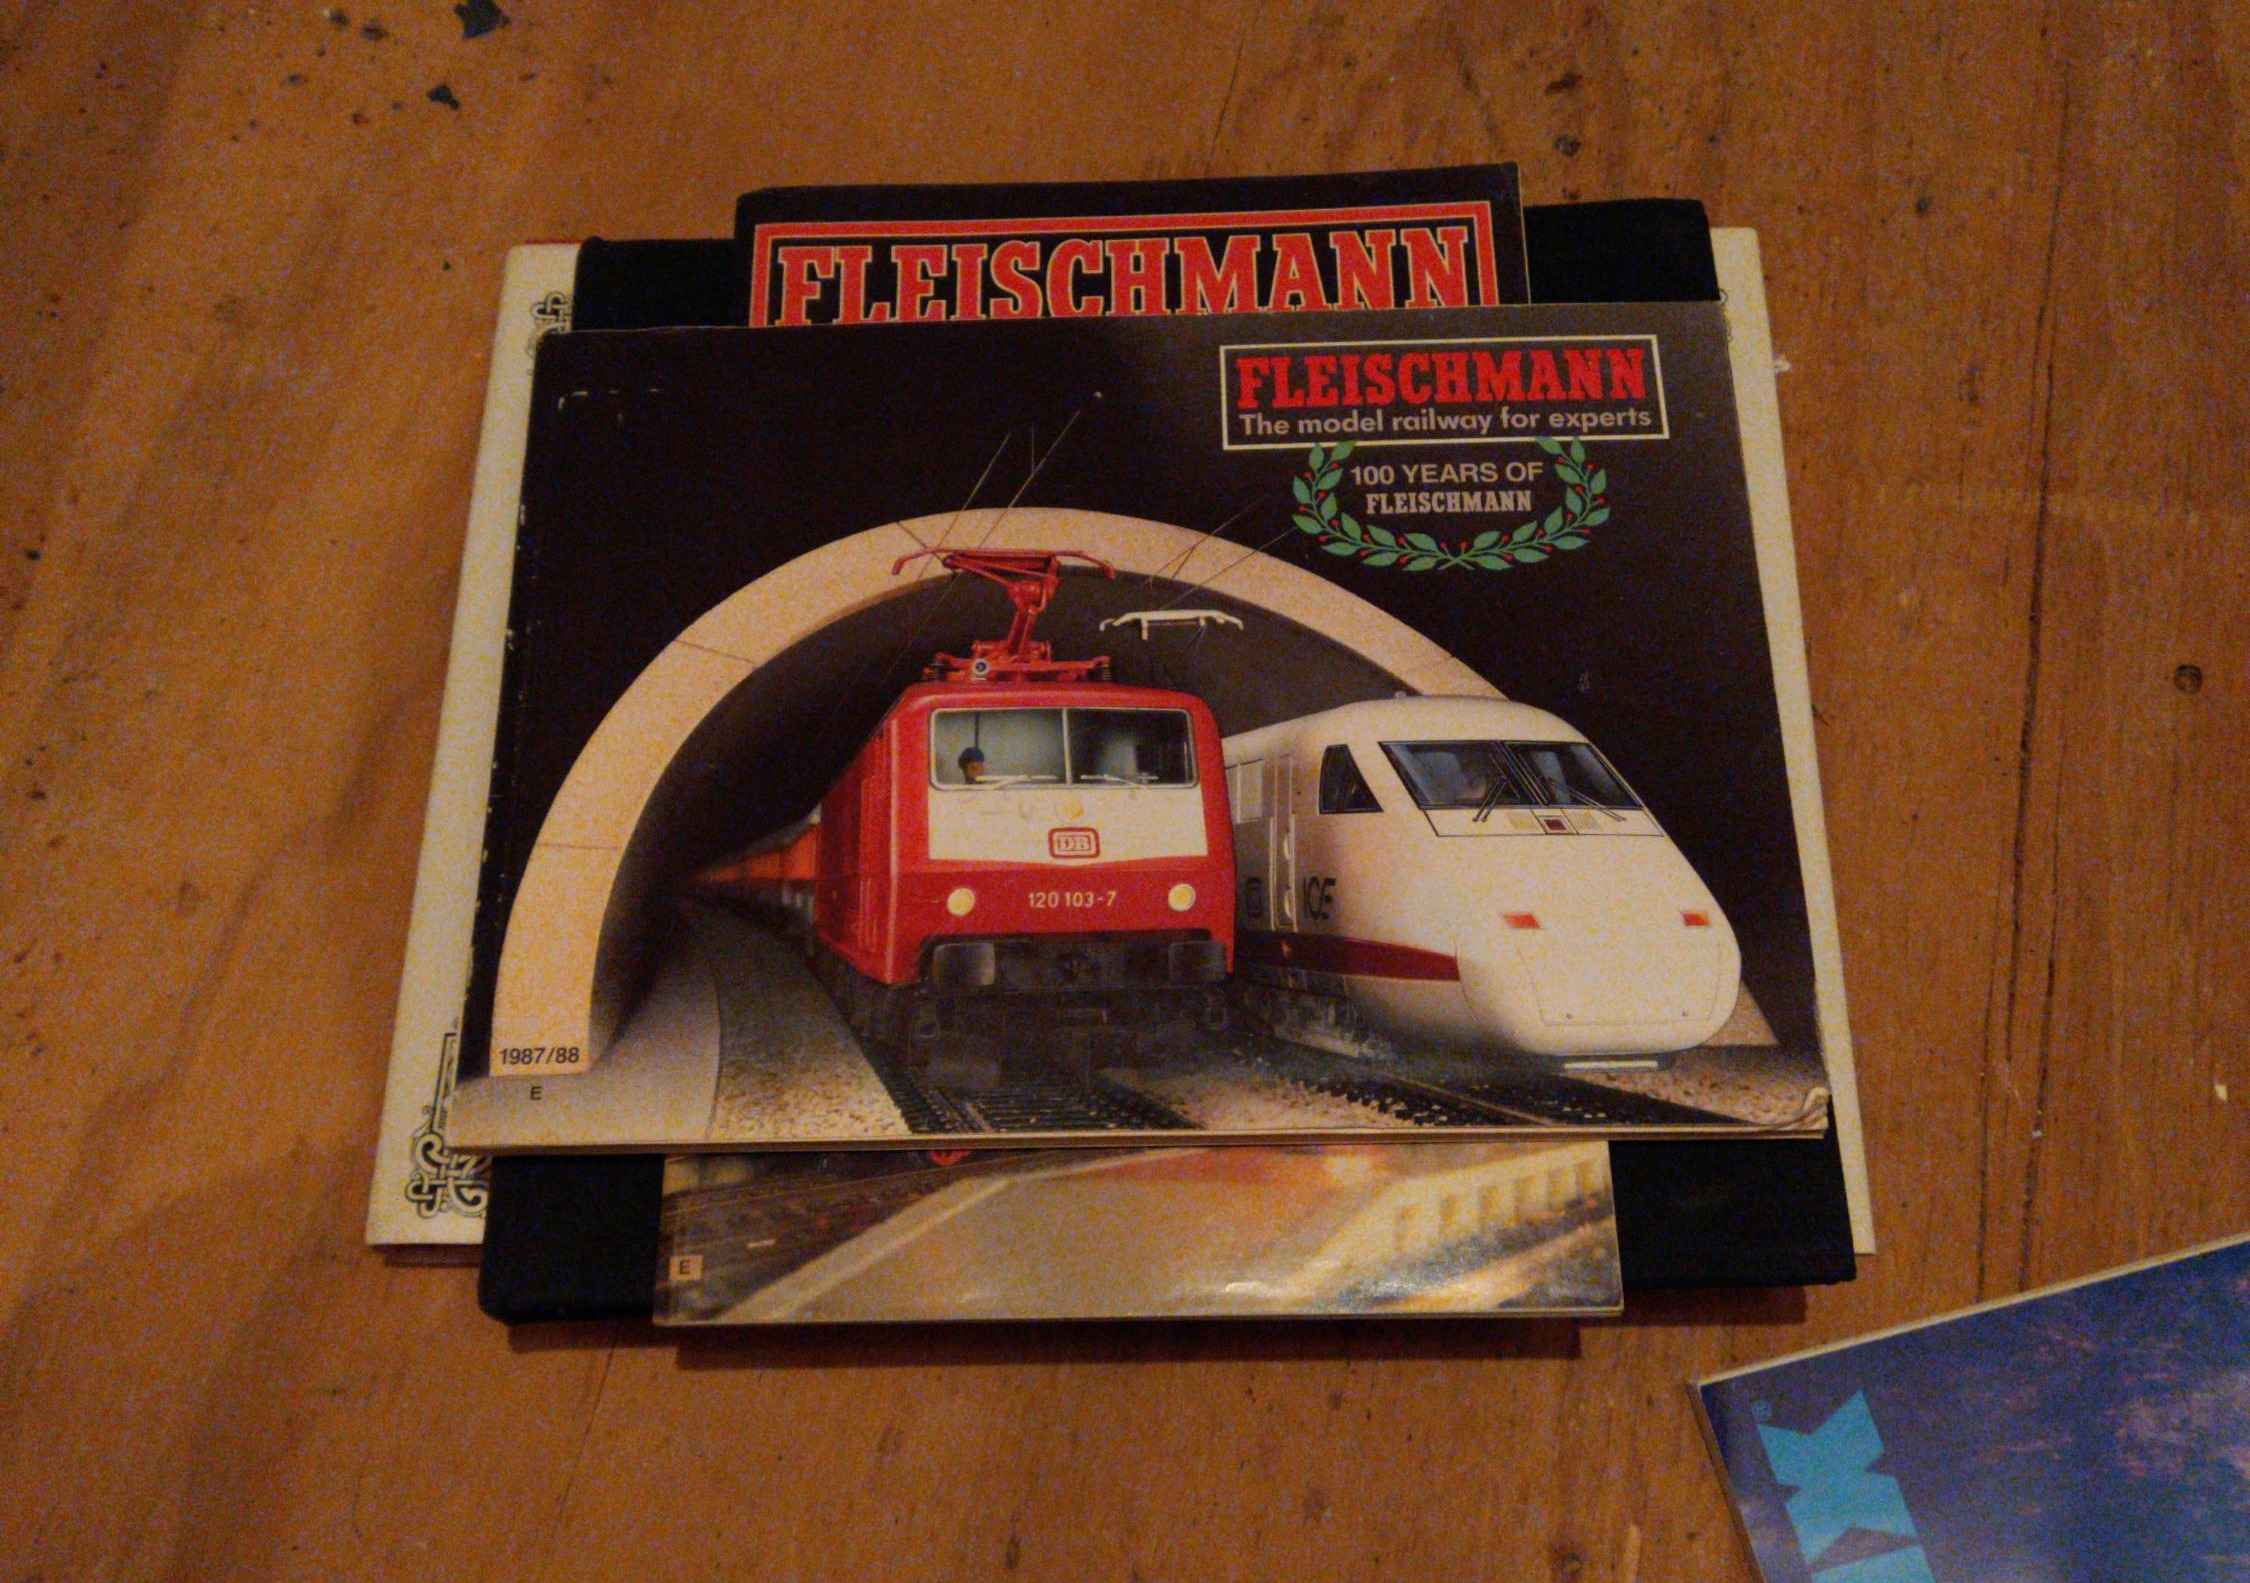 FLEISCHMANN
FLEISCHMANN
The model railway for experts
100 YEARS OF
FLEISCHMANN
DB
120 103-7
ICE
1987/88
E
E